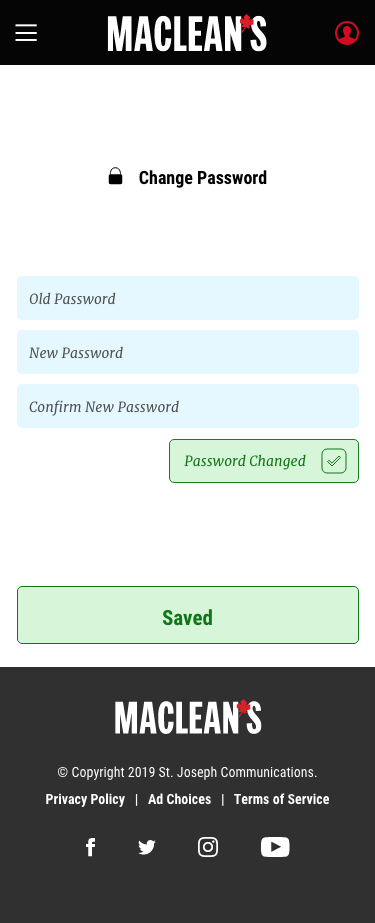 MACLEAN'S
Change Password
Old Password
New Password
Confirm New Password
Password Changed
Saved
MACLEAN'S
© Copyright 2019 St. Joseph Communications.
Privacy Policy | Ad Choices | Terms of Service